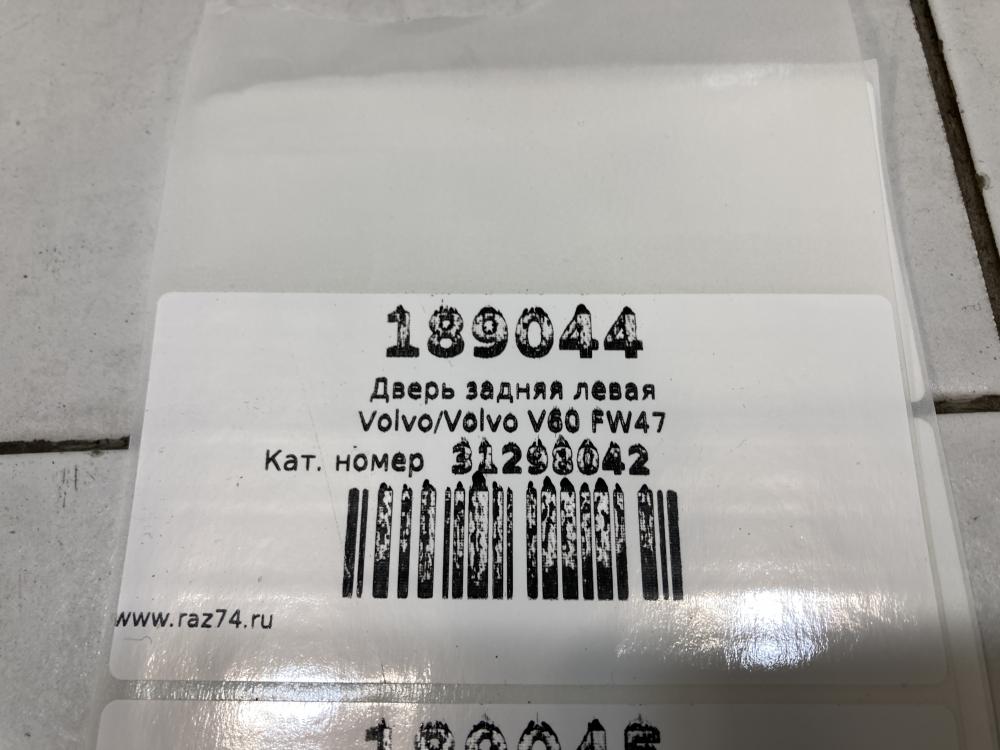 189044
Дверь задняя левая
Volvo/Volvo V60 FW47
Кат. номер 31298042
www.raz74.ru